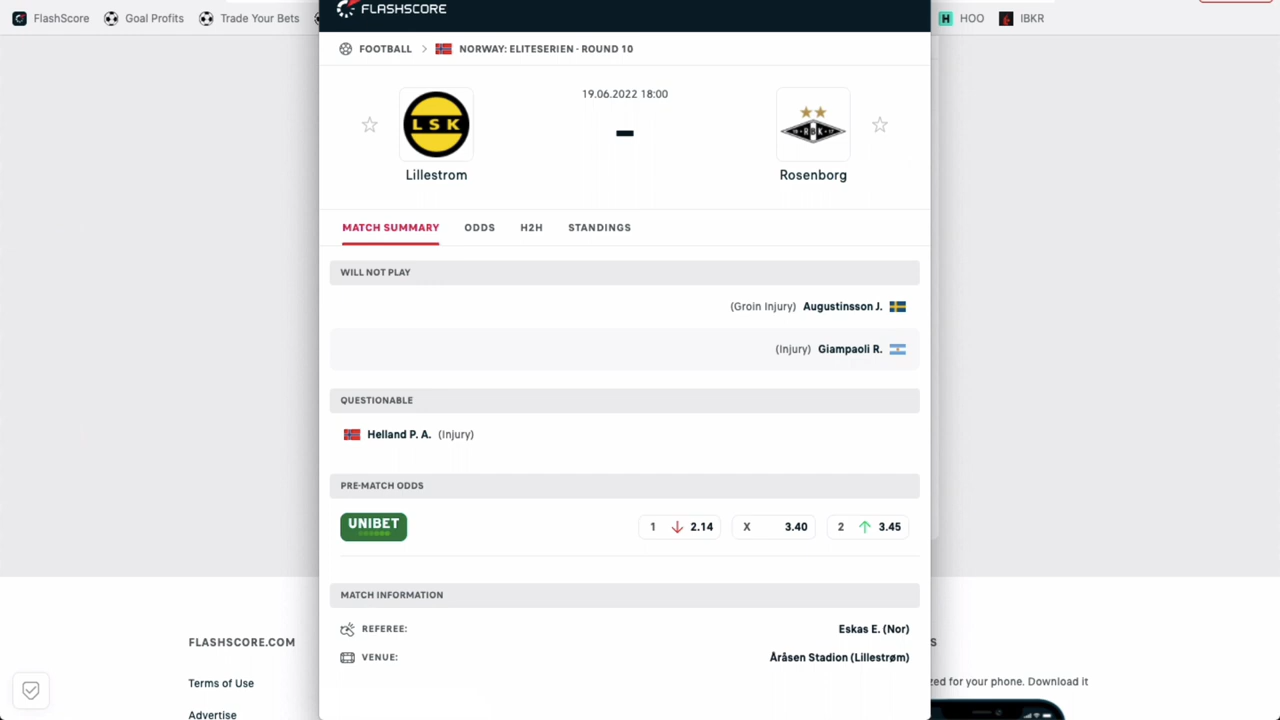 FlashScore
Goal Profits
Trade Your Bets
FLASHSCORE
H HOO
IBKR
FOOTBALL > NORWAY: ELITESERIEN - ROUND 10
19.06.2022 18:00
LSK
RBK
-
Lillestrom
Rosenborg
MATCH SUMMARY
ODDS
H2H
STANDINGS
WILL NOT PLAY
(Groin Injury) Augustinsson J.
(Injury) Giampaoli R.
QUESTIONABLE
Helland P. A. (Injury)
PRE-MATCH ODDS
UNIBET
1 2.14
X 3.40
2 3.45
MATCH INFORMATION
REFEREE: Eskas E. (Nor)
VENUE: Åråsen Stadion (Lillestrøm)
FLASHSCORE.COM
Terms of Use
Advertise
S
zed for your phone. Download it